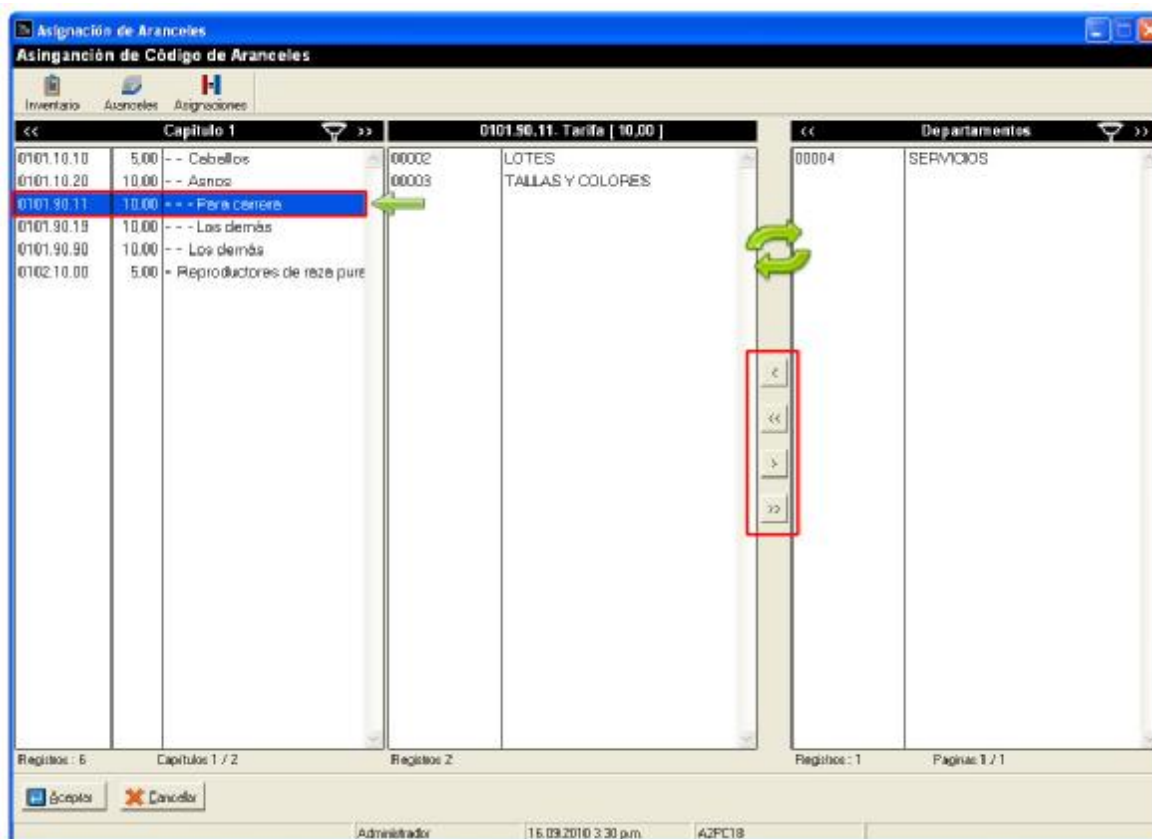 Asignación de Aranceles
Asinganción de Código de Aranceles
Inventario Aranceles Asignaciones
<< Capitulo 1 >> 0101.90.11- Tarifa [ 10,00 ] << Departamentos >>
0101.10.10 5,00 - - Caballos 00002 LOTES 00004 SERVICIOS
0101.10.20 10,00 - - Asnos 00003 TALLAS Y COLORES
0101.90.11 10,00 - - - Para carrera
0101.90.19 10,00 - - - Los demás
0101.90.90 10,00 - - Los demás
0102.10.00 5,00 - Reproductores de raza pura
<
<<
>
>>
Registros : 6 Capítulos 1 / 2 Registros 2 Registros : 1 Paginas 1 / 1
Aceptar Cancelar
Administrador 16.09.2010 3:30 p.m. A2PC18